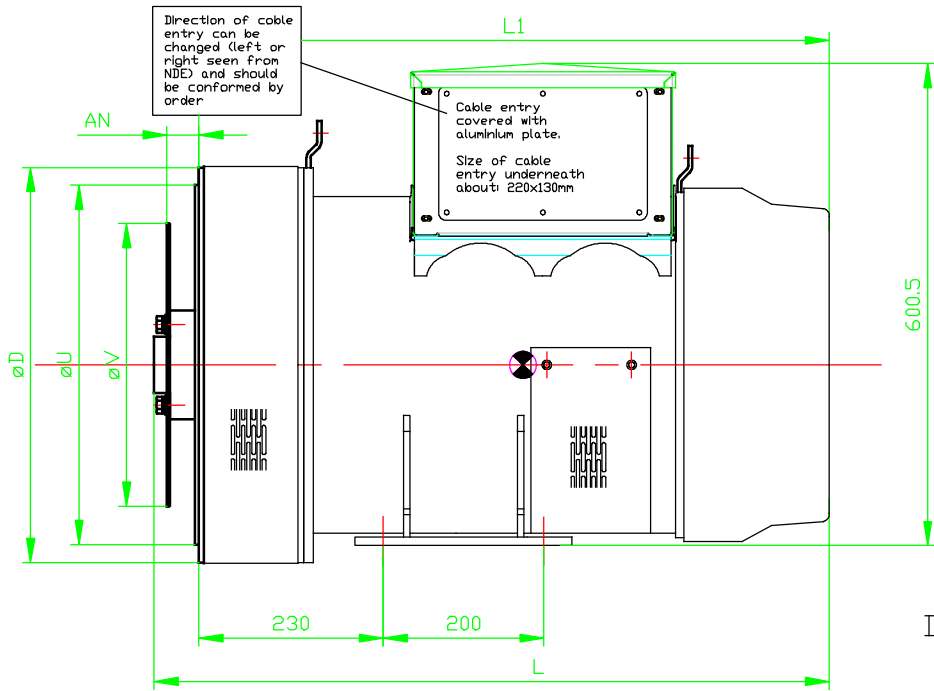 Direction of coble
entry can be
changed (left or
right seen from
NDE) and should
be conformed by
order
L1
Cable entry
covered with
aluminium plate.
Size of cable
entry underneath
about: 220x130mm
AN
600.5
øD
øU
øV
230
200
L